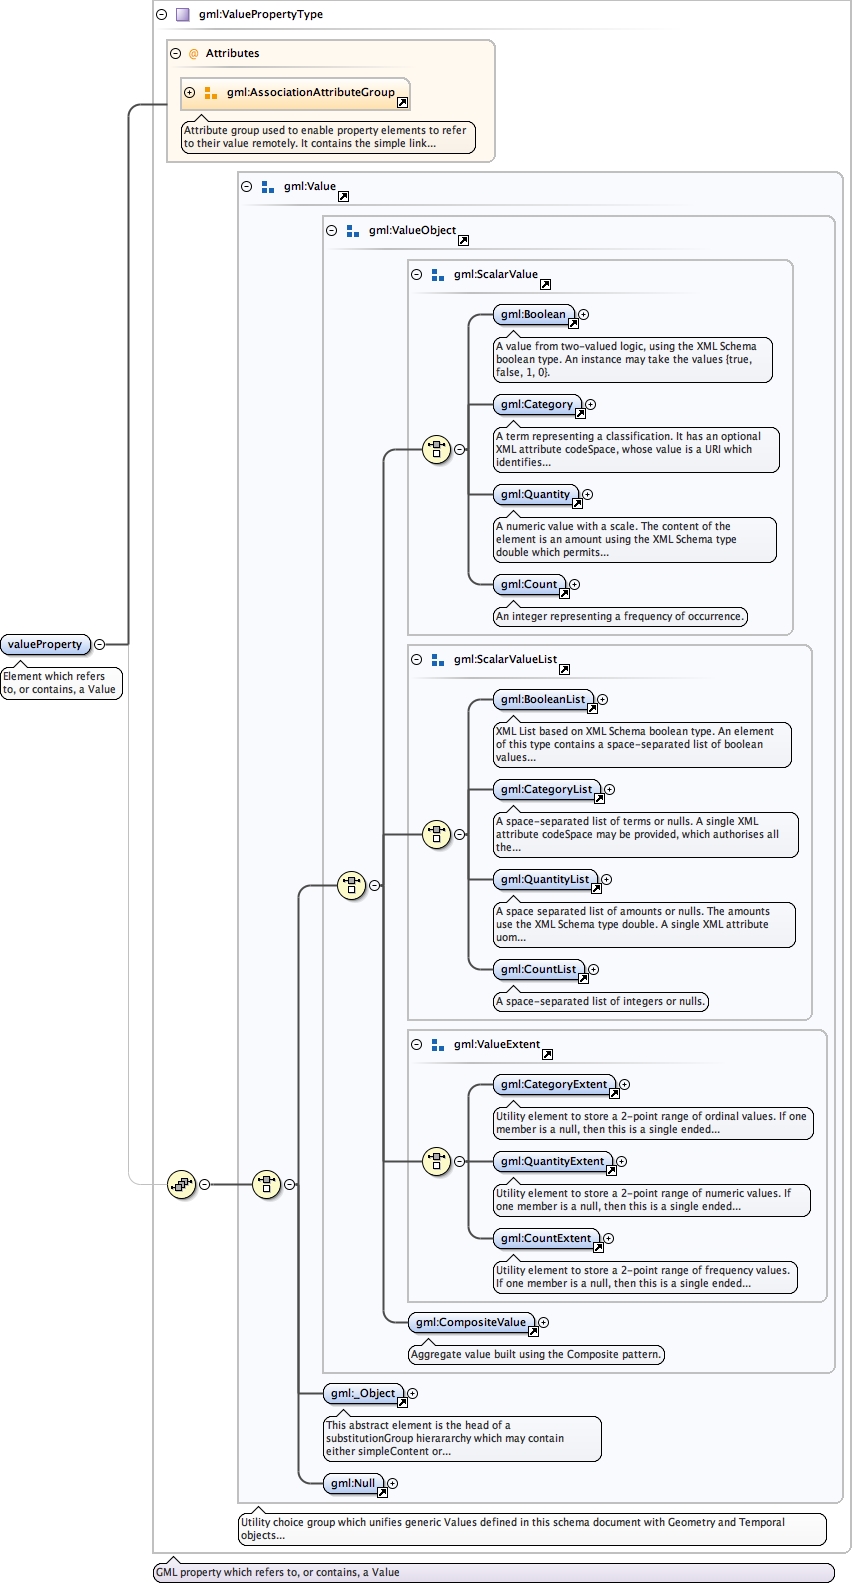 gml:ValuePropertyType
@ Attributes
gml:AssociationAttributeGroup
Attribute group used to enable property elements to refer
to their value remotely. It contains the simple link...
gml:Value
gml:ValueObject
gml:ScalarValue
gml:Boolean
A value from two-valued logic, using the XML Schema
boolean type. An instance may take the values {true,
false, 1, 0}.
gml:Category
A term representing a classification. It has an optional
XML attribute codeSpace, whose value is a URI which
identifies...
gml:Quantity
A numeric value with a scale. The content of the
element is an amount using the XML Schema type
double which permits...
gml:Count
An integer representing a frequency of occurrence.
valueProperty
Element which refers
to, or contains, a Value
gml:ScalarValueList
gml:BooleanList
XML List based on XML Schema boolean type. An element
of this type contains a space-separated list of boolean
values...
gml:CategoryList
A space-separated list of terms or nulls. A single XML
attribute codeSpace may be provided, which authorises all
the...
gml:QuantityList
A space separated list of amounts or nulls. The amounts
use the XML Schema type double. A single XML attribute
uom...
gml:CountList
A space-separated list of integers or nulls.
gml:ValueExtent
gml:CategoryExtent
Utility element to store a 2-point range of ordinal values. If one
member is a null, then this is a single ended...
gml:QuantityExtent
Utility element to store a 2-point range of numeric values. If
one member is a null, then this is a single ended...
gml:CountExtent
Utility element to store a 2-point range of frequency values.
If one member is a null, then this is a single ended...
gml:CompositeValue
Aggregate value built using the Composite pattern.
gml:_Object
This abstract element is the head of a
substitutionGroup hierararchy which may contain
either simpleContent or...
gml:Null
Utility choice group which unifies generic Values defined in this schema document with Geometry and Temporal
objects...
GML property which refers to, or contains, a Value